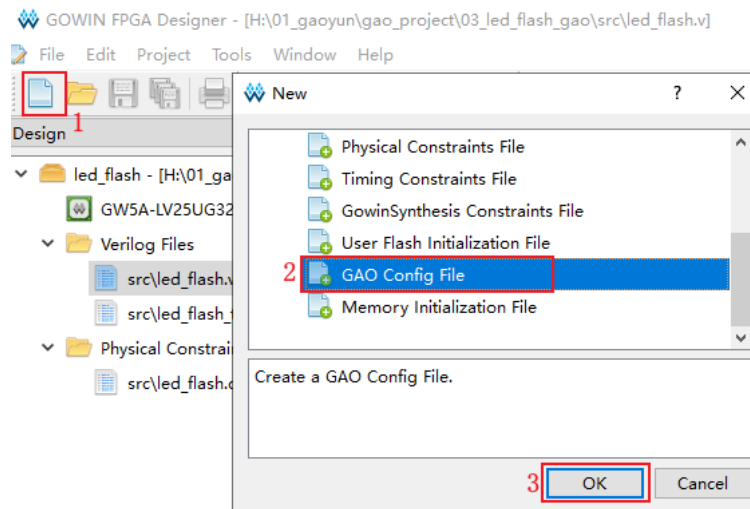 GOWIN FPGA Designer - [H:\01_gaoyun\gao_project\03_led_flash_gao\src\led_flash.v]
File Edit Project Tools Window Help
1
New ? X
Design
Physical Constraints File
led_flash - [H:\01_ga
Timing Constraints File
GW5A-LV25UG32
GowinSynthesis Constraints File
Verilog Files
User Flash Initialization File
src\led_flash.v
2 GAO Config File
src\led_flash_
Memory Initialization File
Physical Constrai
src\led_flash.c
Create a GAO Config File.
3 OK Cancel